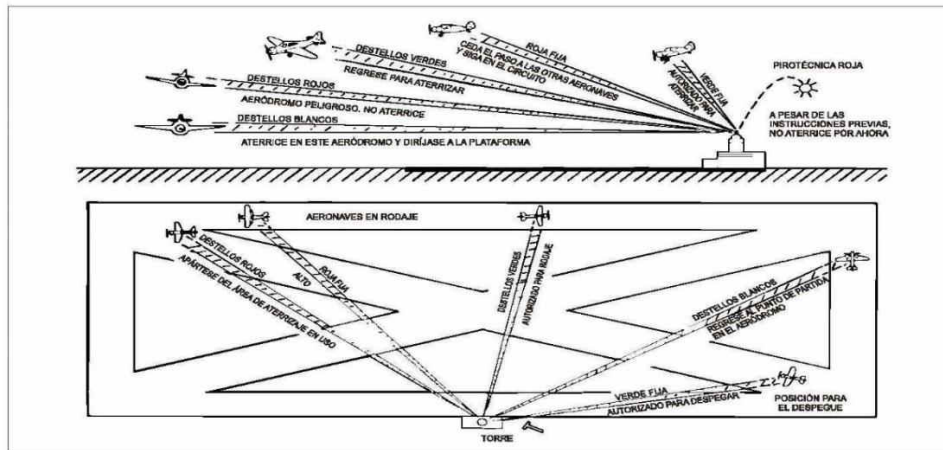 ROJA FIJA
CEDA EL PASO A LAS OTRAS AERONAVES
Y SIGA EN EL CIRCUITO
DESTELLOS VERDES
REGRESE PARA ATERRIZAR
VERDE FIJA
AUTORIZADO PARA
ATERRIZAR
PIROTÉCNICA ROJA
DESTELLOS ROJOS
AERÓDROMO PELIGROSO. NO ATERRICE
A PESAR DE LAS
INSTRUCCIONES PREVIAS,
NO ATERRICE POR AHORA
DESTELLOS BLANCOS
ATERRICE EN ESTE AERÓDROMO Y DIRÍJASE A LA PLATAFORMA
AERONAVES EN RODAJE
DESTELLOS ROJOS
APÁRTESE DEL ÁREA DE ATERRIZAJE EN USO
ROJA FIJA
ALTO
DESTELLOS VERDES
AUTORIZADO PARA RODAJE
DESTELLOS BLANCOS
REGRESE AL PUNTO DE PARTIDA
EN EL AERÓDROMO
VERDE FIJA
AUTORIZADO PARA DESPEGAR
POSICIÓN PARA
EL DESPEGUE
TORRE